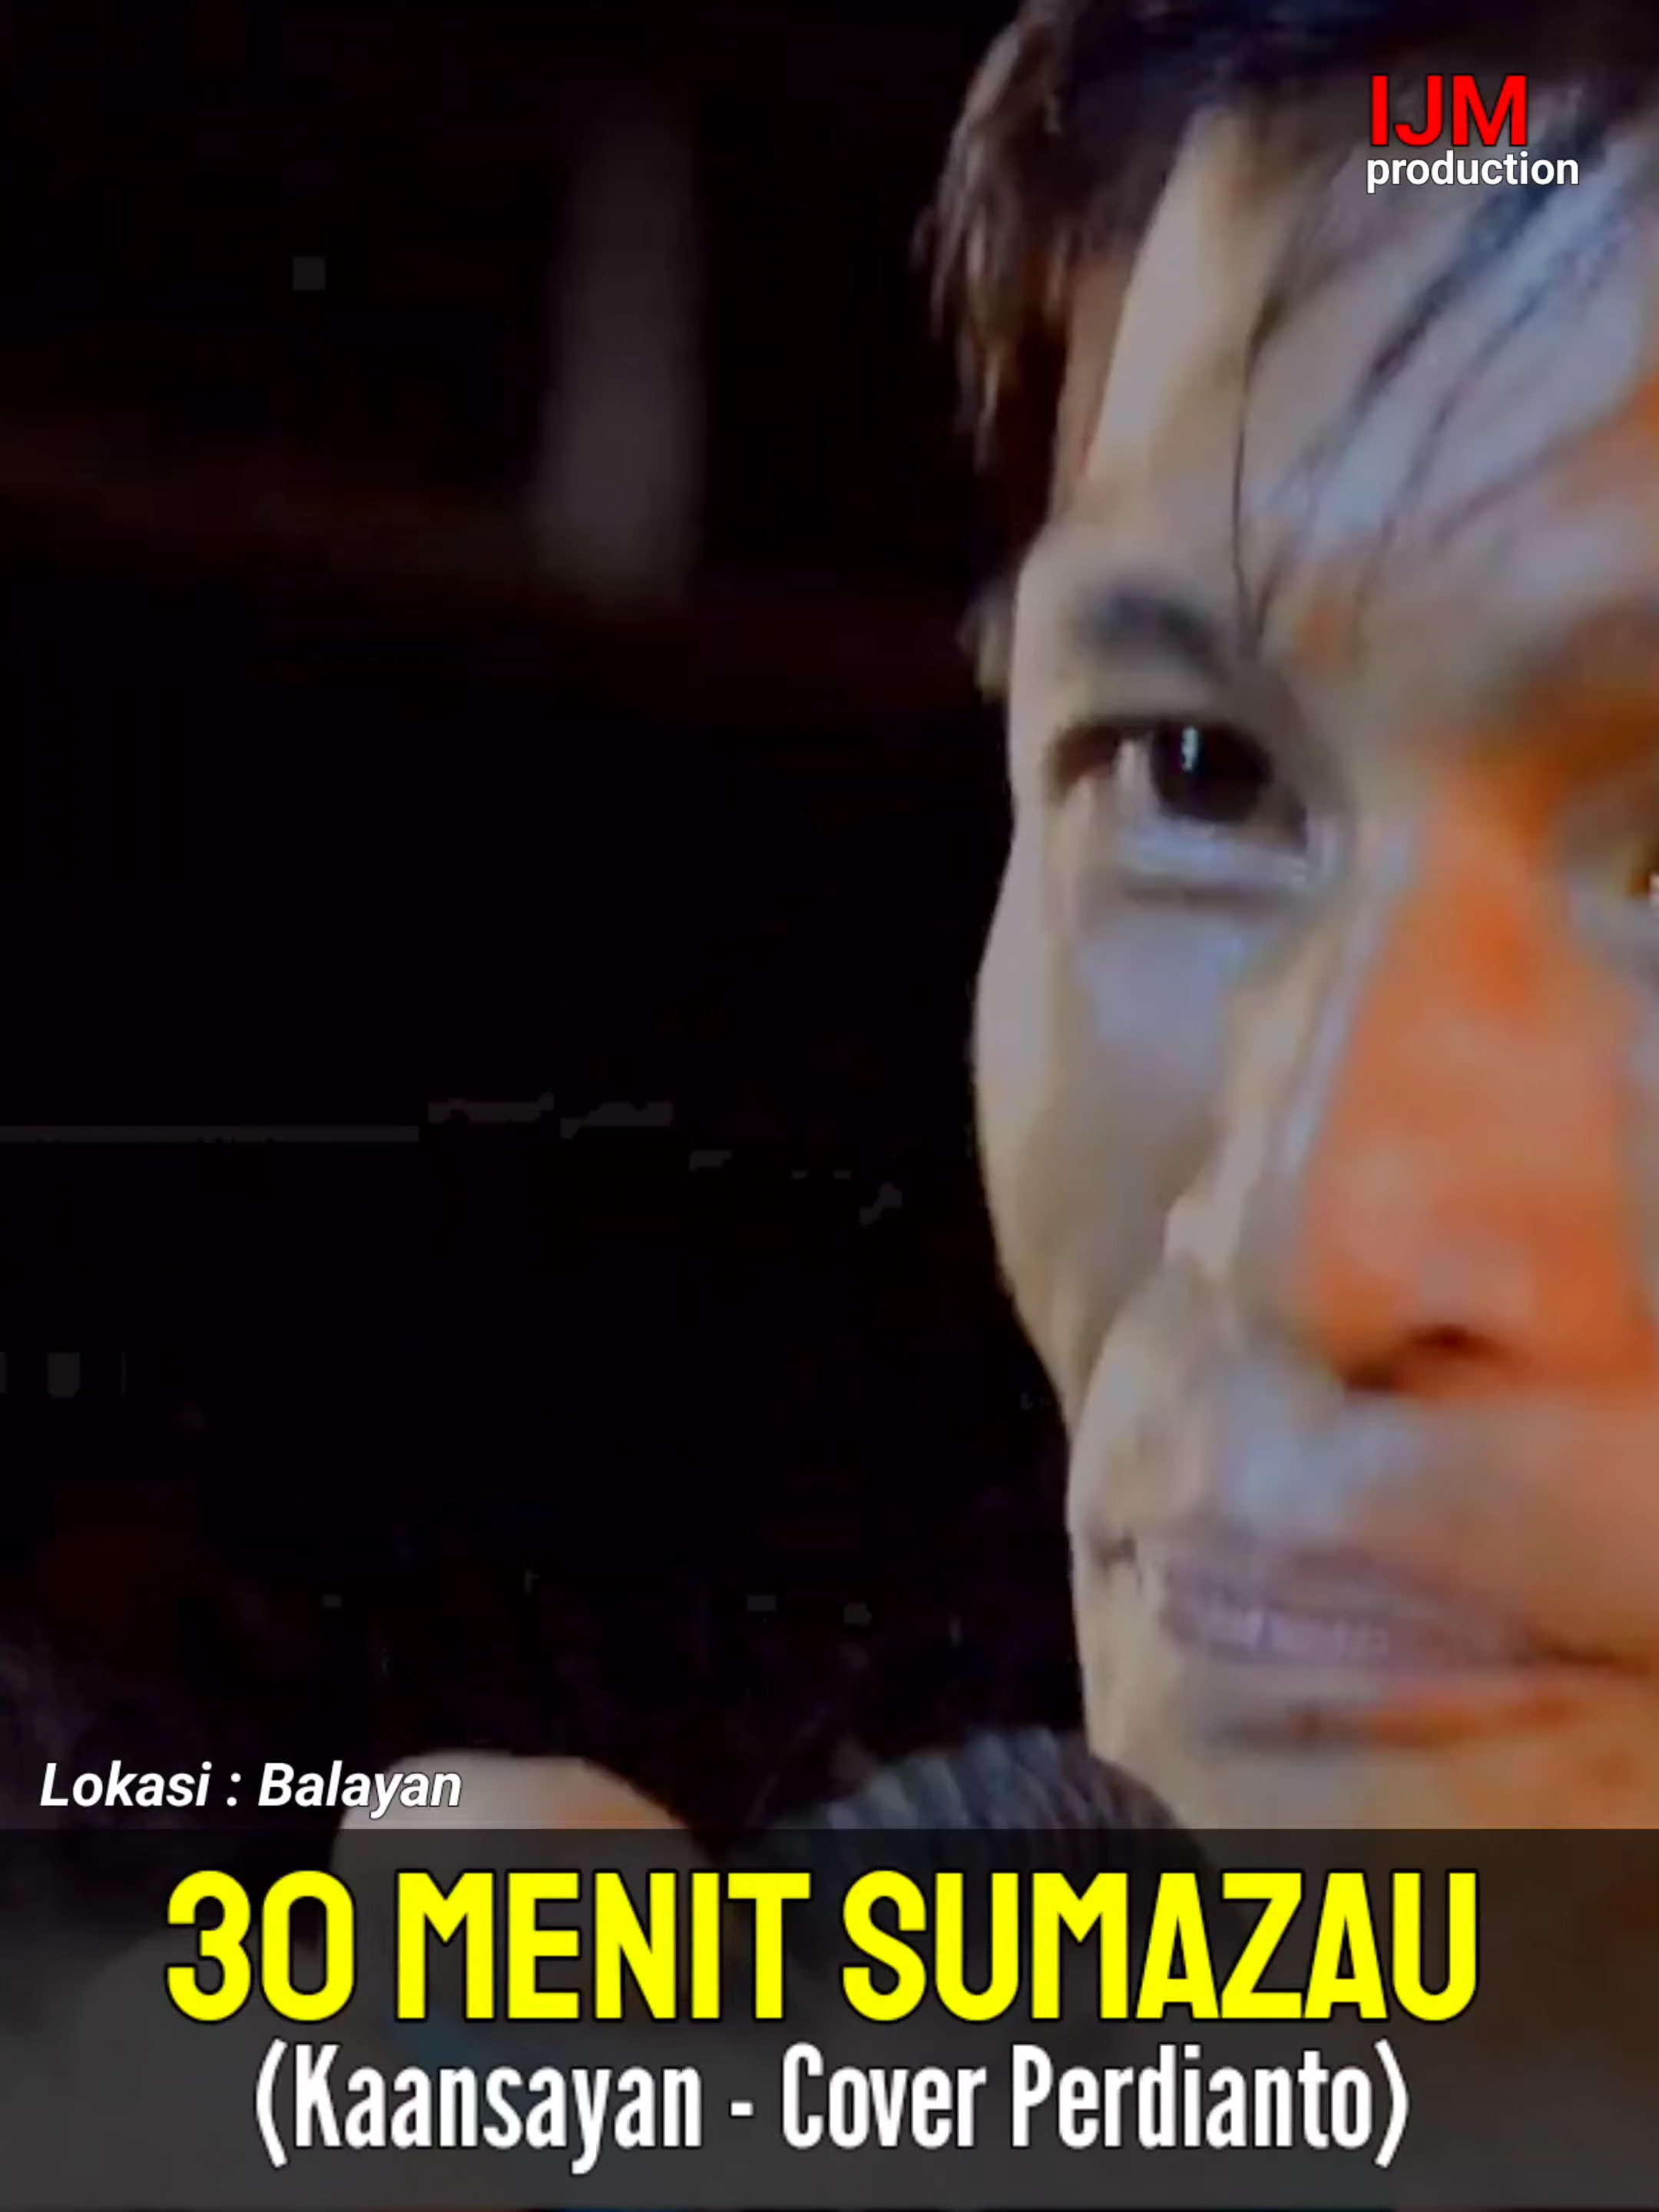 IJM
production
Lokasi : Balayan
30 MENIT SUMAZAU
(Kaansayan - Cover Perdianto)